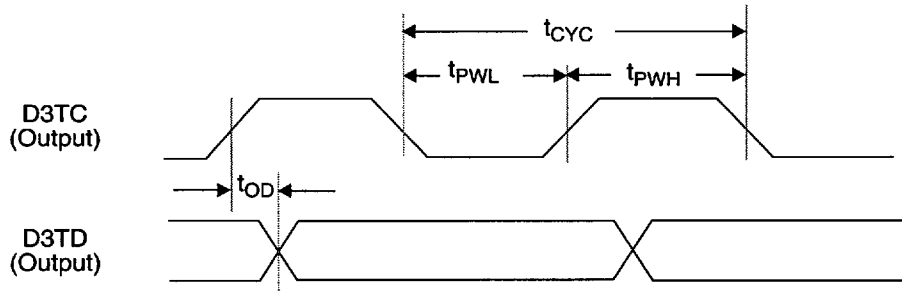 tCYC
tPWL
tPWH
D3TC
(Output)
tOD
D3TD
(Output)